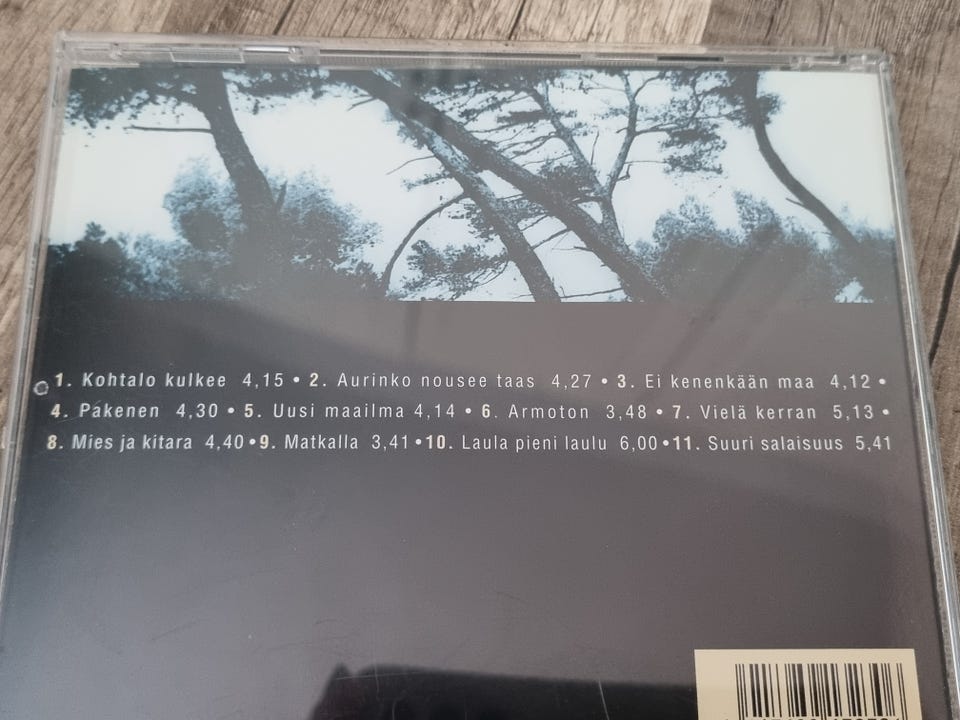 1. Kohtalo kulkee 4,15 • 2. Aurinko nousee taas 4,27 • 3. Ei kenenkään maa 4,12 •
4. Pakenen 4,30 • 5. Uusi maailma 4,14 • 6. Armoton 3,48 • 7. Vielä kerran 5,13 •
8. Mies ja kitara 4,40 • 9. Matkalla 3,41 • 10. Laula pieni laulu 6,00 • 11. Suuri salaisuus 5,41